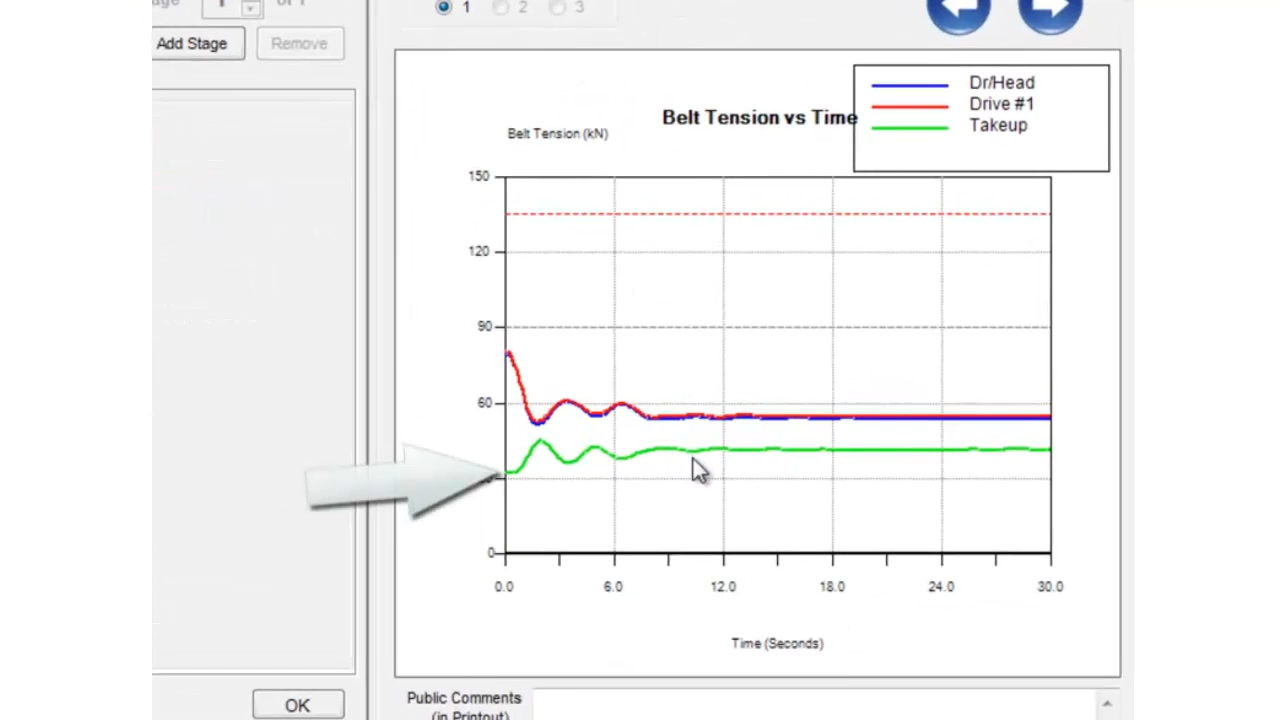 1 2 3
Add Stage
Remove
Dr/Head
Drive #1
Takeup
Belt Tension vs Time
Belt Tension (kN)
150
120
90
60
0
0.0 6.0 12.0 18.0 24.0 30.0
Time (Seconds)
OK
Public Comments
(in Printout)